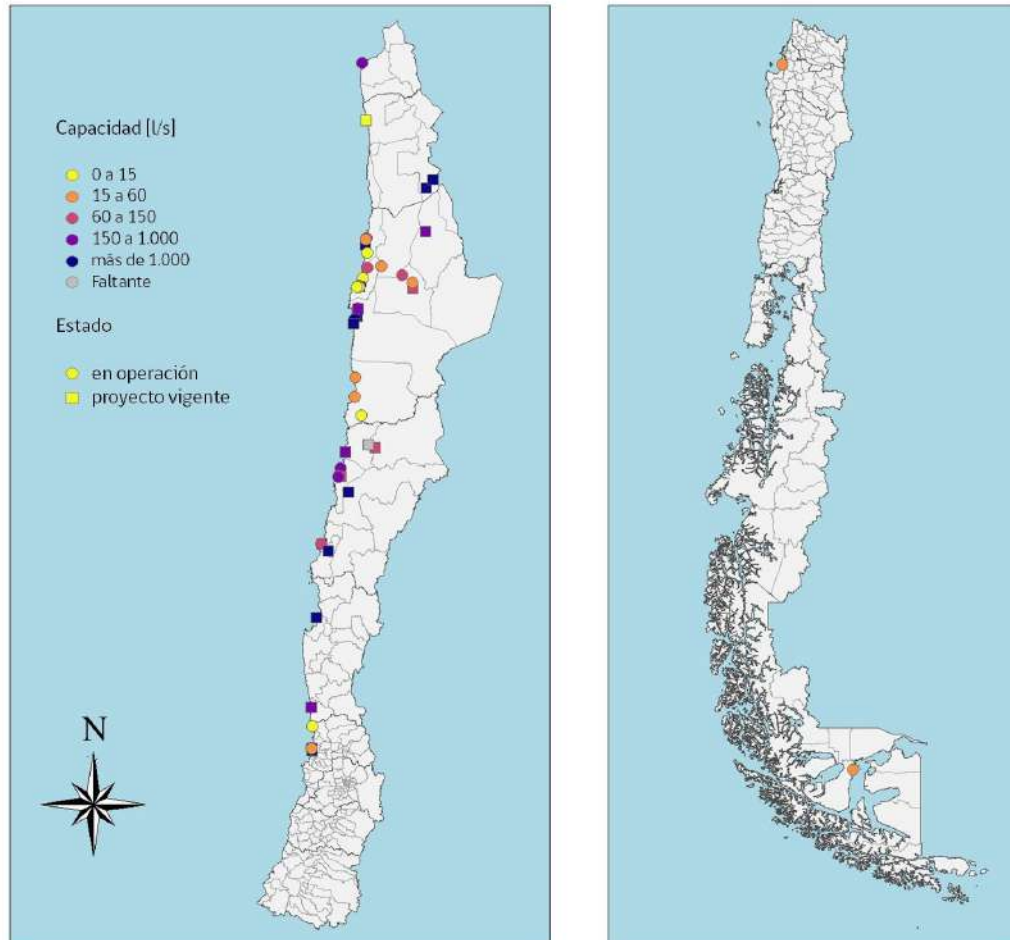 Capacidad [l/s]
0 a 15
15 a 60
60 a 150
150 a 1.000
más de 1.000
Faltante
Estado
en operación
proyecto vigente
N